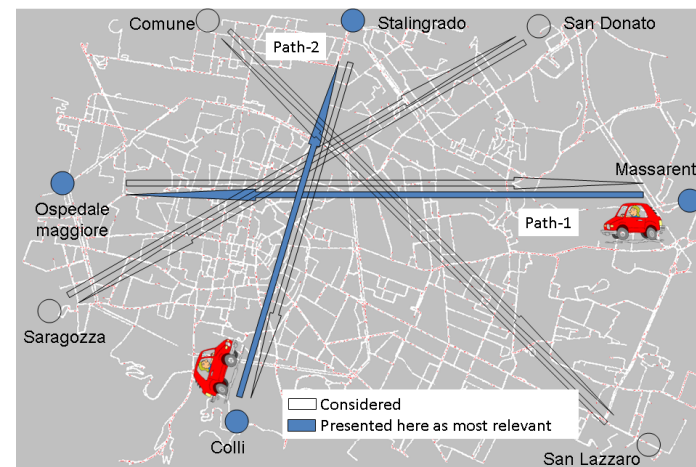 Comune
Stalingrado
San Donato
Path-2
Massarent
Ospedale
maggiore
Path-1
Saragozza
Considered
Presented here as most relevant
Colli
San Lazzaro